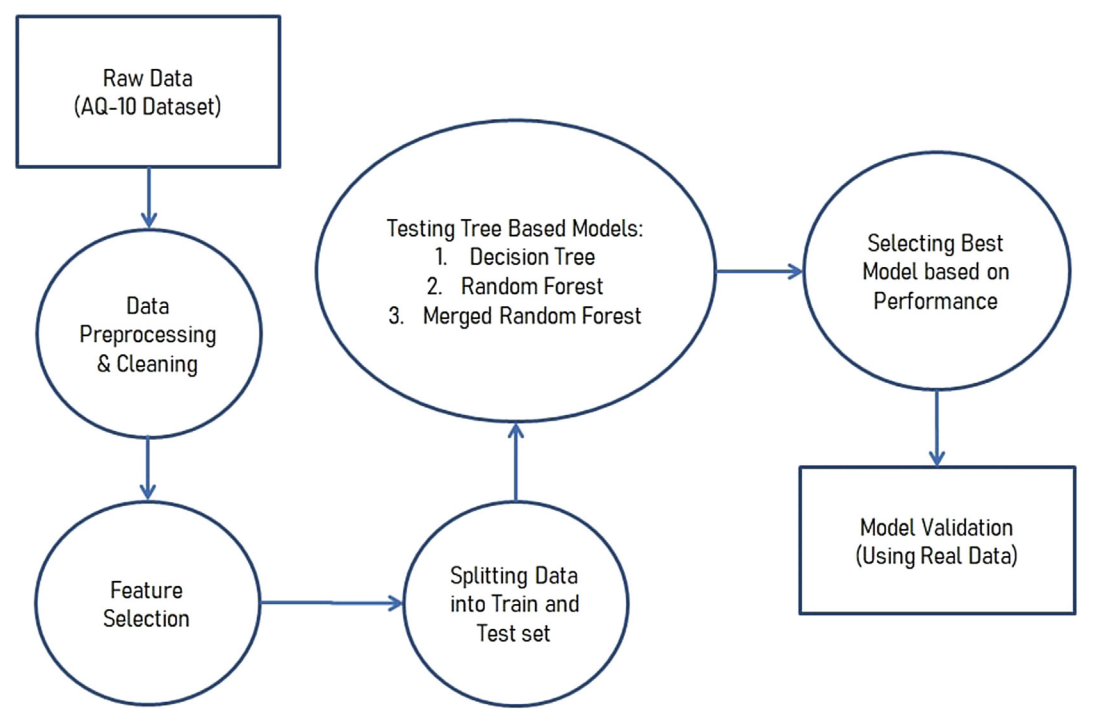 Raw Data
(AQ-10 Dataset)
Data
Preprocessing
& Cleaning
Feature
Selection
Splitting Data
into Train and
Test set
Testing Tree Based Models:
1. Decision Tree
2. Random Forest
3. Merged Random Forest
Selecting Best
Model based on
Performance
Model Validation
(Using Real Data)